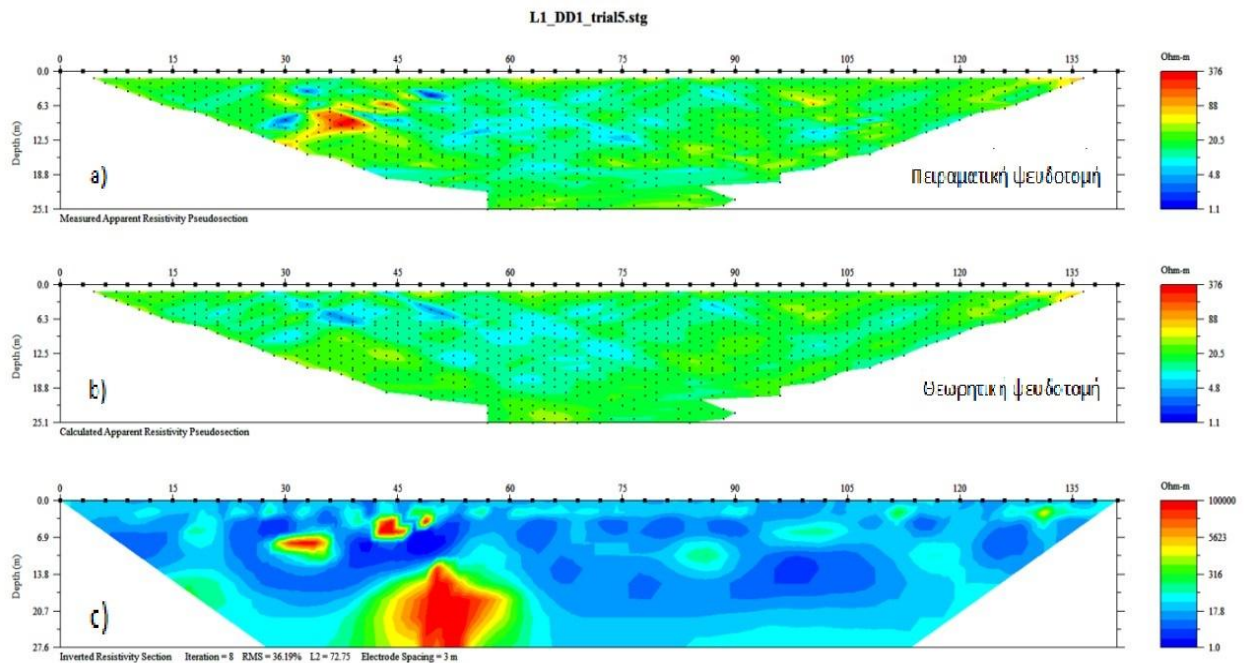 L1_DD1_trial5.stg
0 15 30 45 60 75 90 105 120 135
Ohm-m
Depth (m)
0.0
6.3
12.5
18.8
25.1
376
88
20.5
4.8
1.1
a)
Πειραματική ψευδοτομή
Measured Apparent Resistivity Pseudosection
0 15 30 45 60 75 90 105 120 135
Ohm-m
Depth (m)
0.0
6.3
12.5
18.8
25.1
376
88
20.5
4.8
1.1
b)
Θεωρητική ψευδοτομή
Calculated Apparent Resistivity Pseudosection
0 15 30 45 60 75 90 105 120 135
Ohm-m
Depth (m)
0.0
6.9
13.8
20.7
27.6
100000
5623
316
17.8
1.0
c)
Inverted Resistivity Section Iteration = 8 RMS = 36.19% L2 = 72.75 Electrode Spacing = 3 m